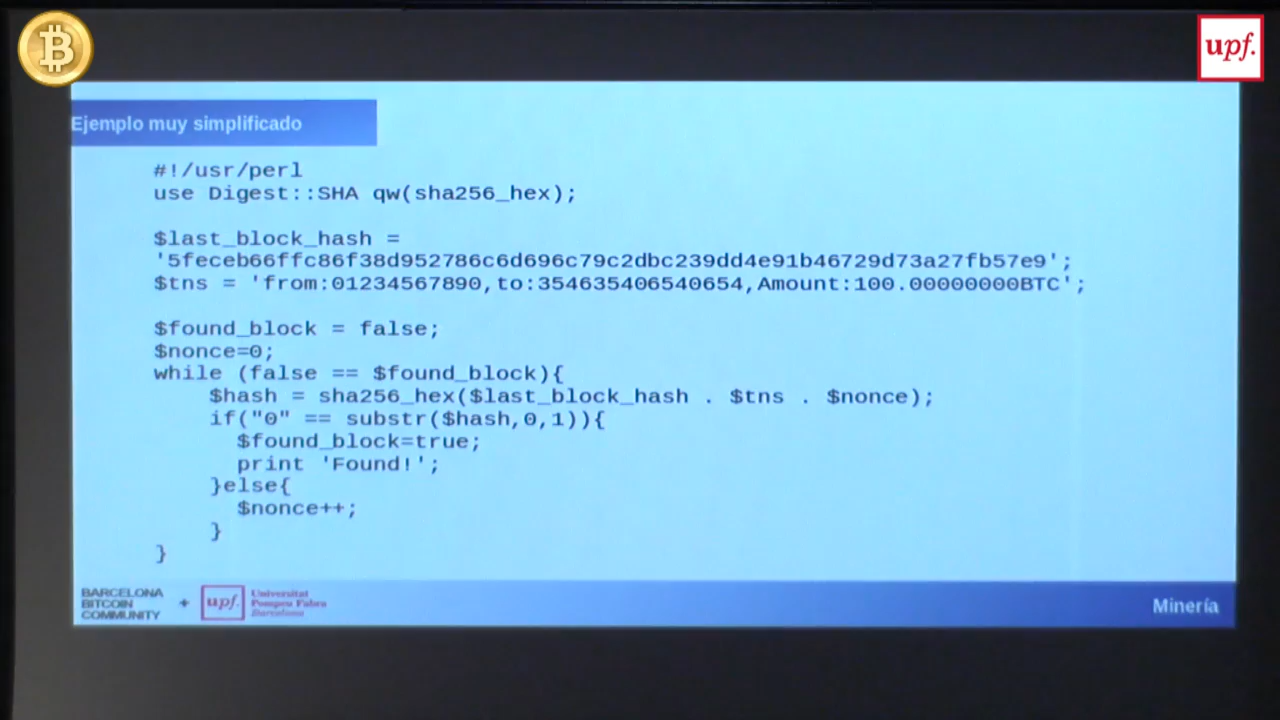 upf.
Ejemplo muy simplificado
#!/usr/perl
use Digest::SHA qw(sha256_hex);
$last_block_hash =
'5feceb66ffc86f38d952786c6d696c79c2dbc239dd4e91b46729d73a27fb57e9';
$tns = 'from:01234567890,to:354635406540654,Amount:100.00000000BTC';
$found_block = false;
$nonce=0;
while (false == $found_block){
$hash = sha256_hex($last_block_hash . $tns . $nonce);
if("0" == substr($hash,0,1)){
$found_block=true;
print 'Found!';
}else{
$nonce++;
}
}
BARCELONA
BITCOIN
COMMUNITY
+
upf.
Universitat
Pompeu Fabra
Barcelona
Minería